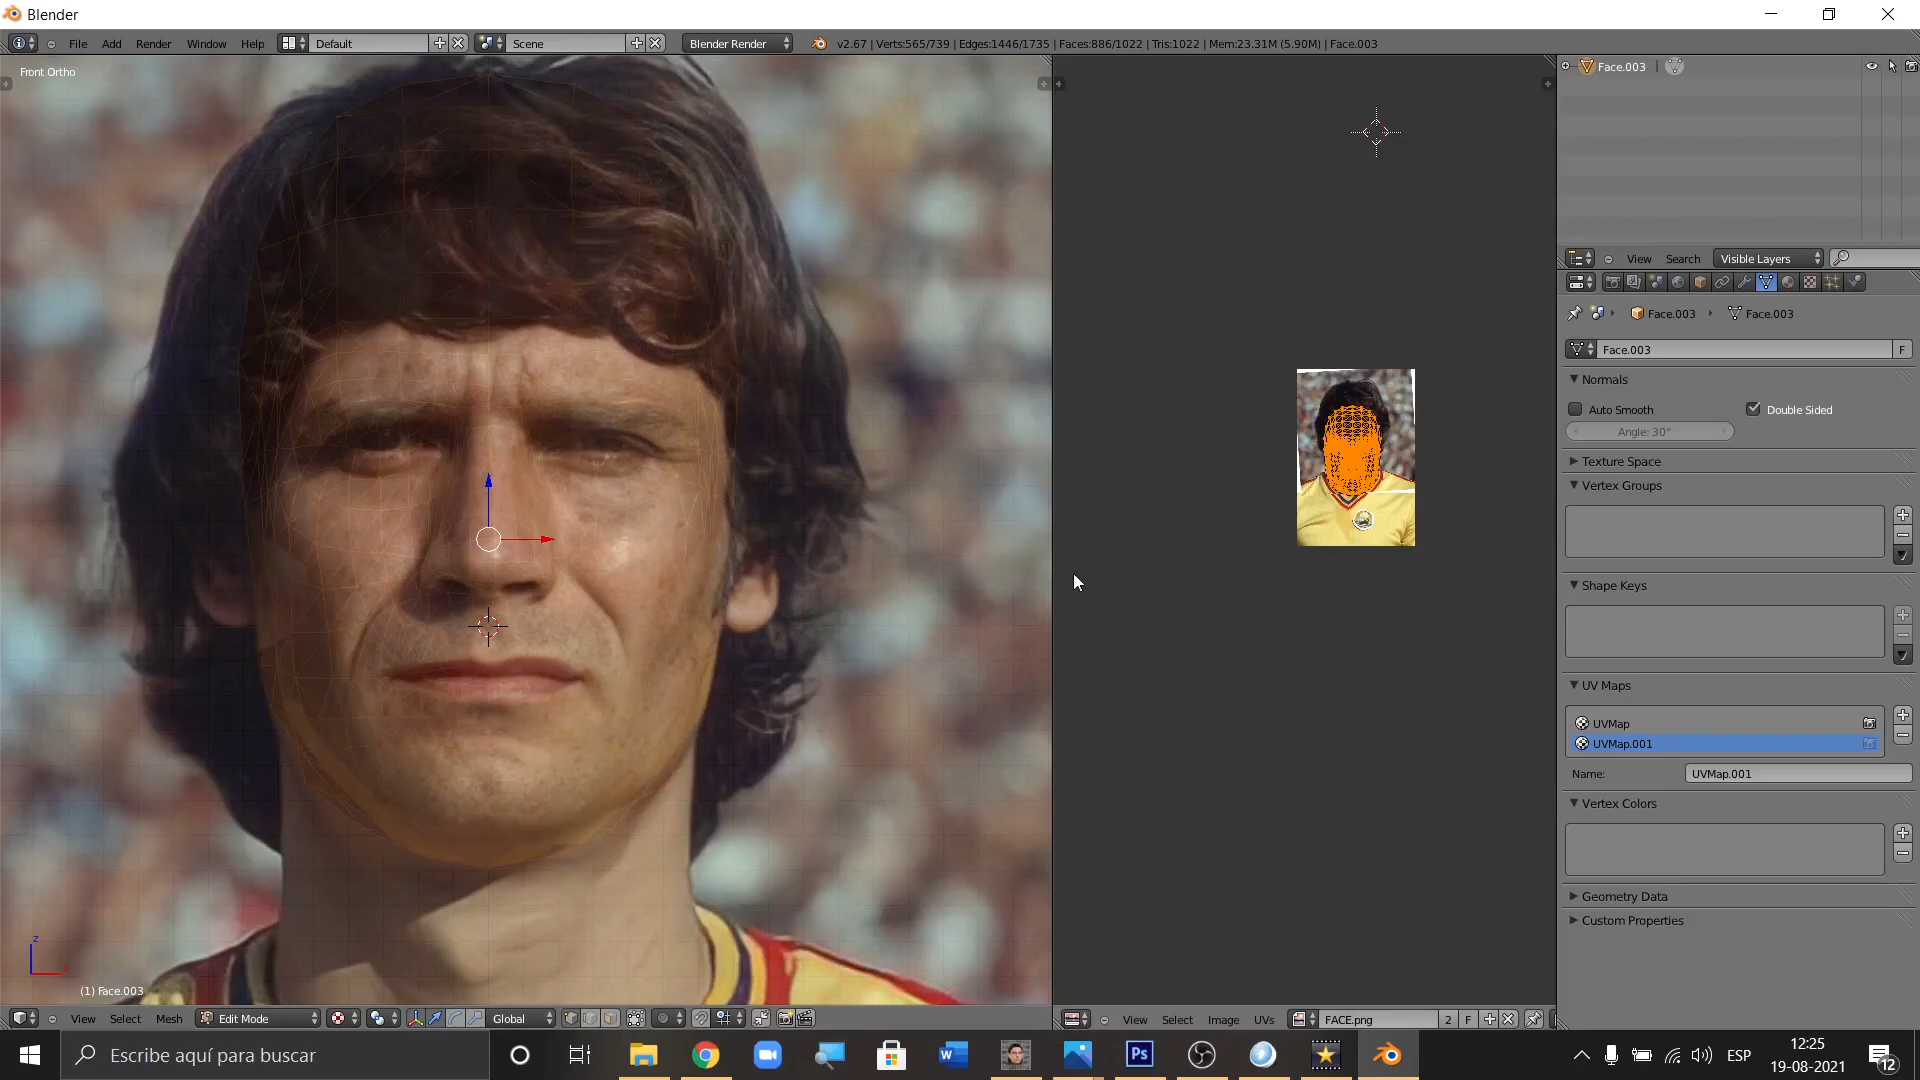 Blender
File Add Render Window Help Default Scene Blender Render v2.67 | Verts:565/739 | Edges:1446/1735 | Faces:886/1022 | Tris:1022 | Mem:23.31M (5.90M) | Face.003
Front Ortho
Face.003
View Search Visible Layers
Face.003 Face.003
Face.003 F
Normals
Auto Smooth Double Sided
Angle: 30°
Texture Space
Vertex Groups
Shape Keys
UV Maps
UVMap
UVMap.001
Name: UVMap.001
Vertex Colors
Geometry Data
Custom Properties
z
x
(1) Face.003
View Select Mesh Edit Mode Global
View Select Image UVs FACE.png 2 F
Escribe aquí para buscar
W
Ps
ESP
12:25
19-08-2021
12